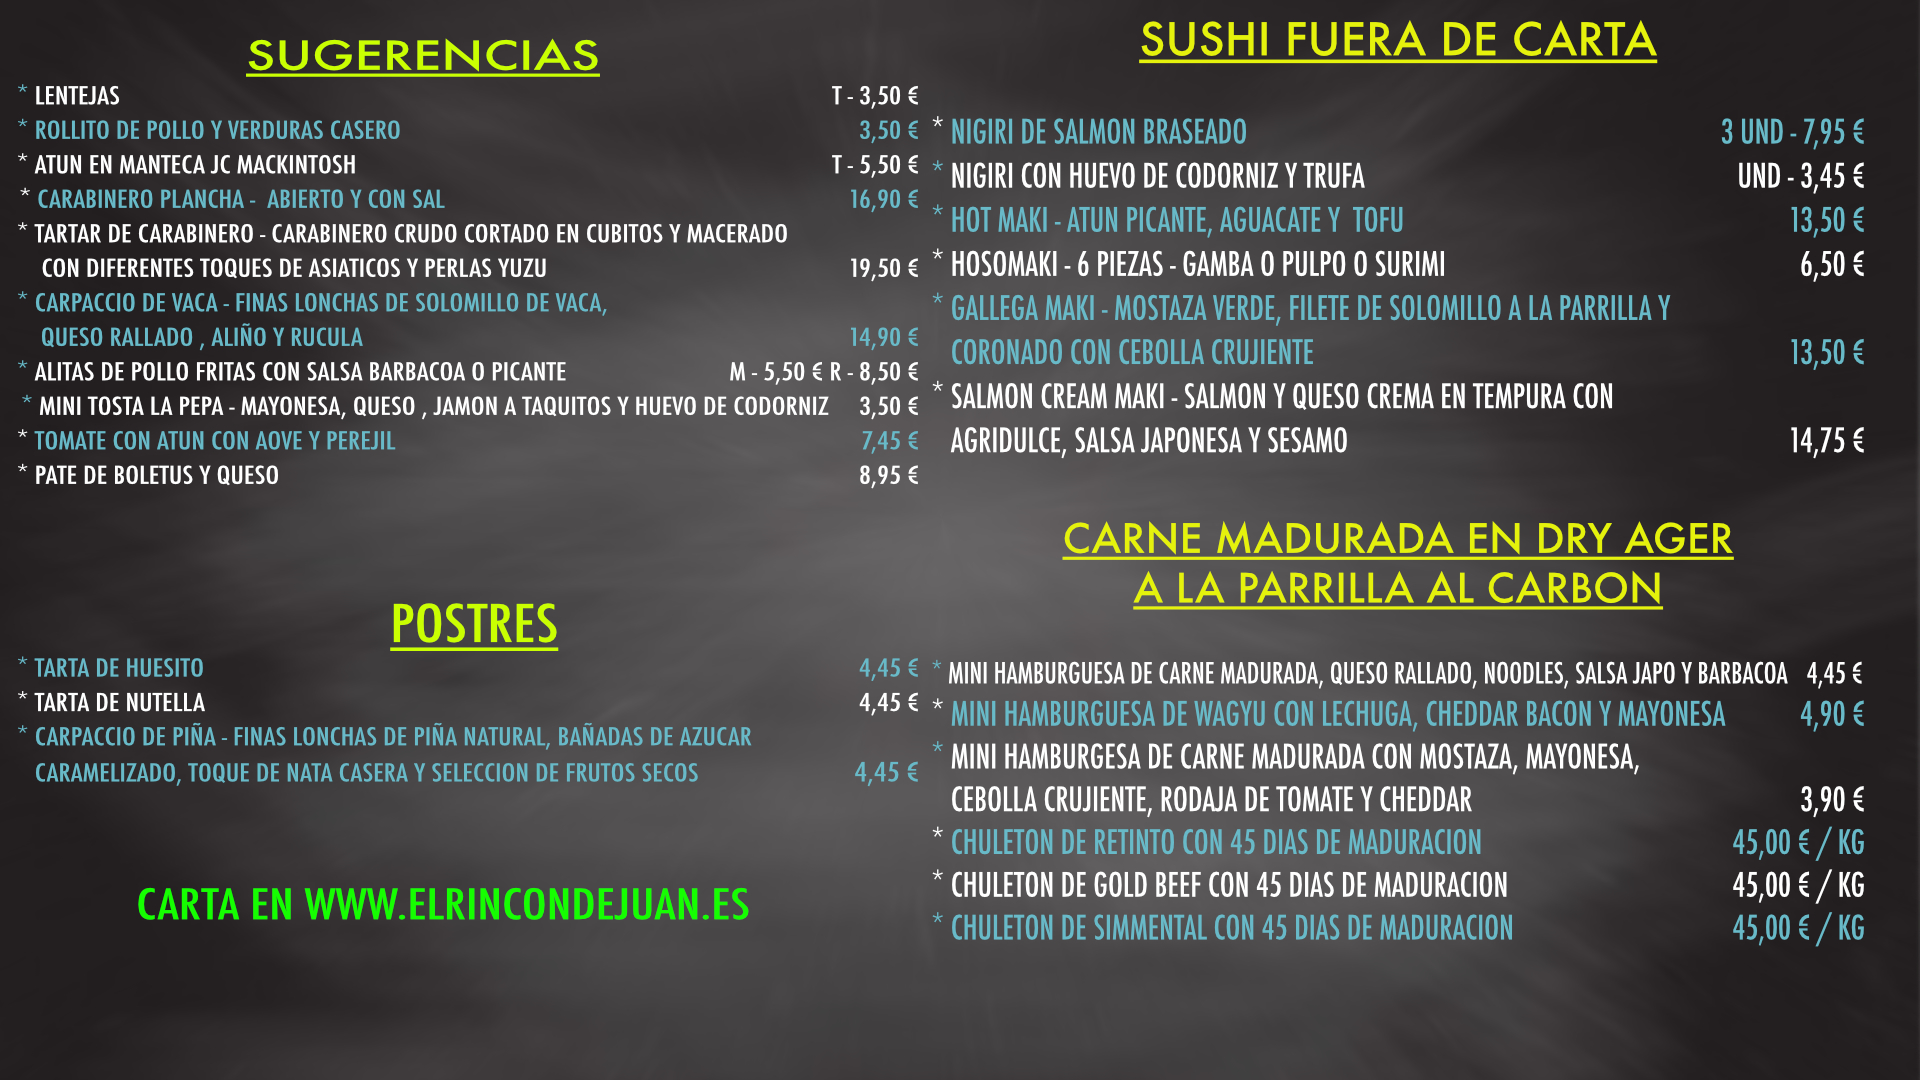 SUGERENCIAS
* LENTEJAS T - 3,50 €
* ROLLITO DE POLLO Y VERDURAS CASERO 3,50 €
* ATUN EN MANTECA JC MACKINTOSH T - 5,50 €
* CARABINERO PLANCHA - ABIERTO Y CON SAL 16,90 €
* TARTAR DE CARABINERO - CARABINERO CRUDO CORTADO EN CUBITOS Y MACERADO
CON DIFERENTES TOQUES DE ASIATICOS Y PERLAS YUZU 19,50 €
* CARPACCIO DE VACA - FINAS LONCHAS DE SOLOMILLO DE VACA,
QUESO RALLADO , ALIÑO Y RUCULA 14,90 €
* ALITAS DE POLLO FRITAS CON SALSA BARBACOA O PICANTE M - 5,50 € R - 8,50 €
* MINI TOSTA LA PEPA - MAYONESA, QUESO , JAMON A TAQUITOS Y HUEVO DE CODORNIZ 3,50 €
* TOMATE CON ATUN CON AOVE Y PEREJIL 7,45 €
* PATE DE BOLETUS Y QUESO 8,95 €
POSTRES
* TARTA DE HUESITO 4,45 €
* TARTA DE NUTELLA 4,45 €
* CARPACCIO DE PIÑA - FINAS LONCHAS DE PIÑA NATURAL, BAÑADAS DE AZUCAR
CARAMELIZADO, TOQUE DE NATA CASERA Y SELECCION DE FRUTOS SECOS 4,45 €
CARTA EN WWW.ELRINCONDEJUAN.ES
SUSHI FUERA DE CARTA
* NIGIRI DE SALMON BRASEADO 3 UND - 7,95 €
* NIGIRI CON HUEVO DE CODORNIZ Y TRUFA UND - 3,45 €
* HOT MAKI - ATUN PICANTE, AGUACATE Y TOFU 13,50 €
* HOSOMAKI - 6 PIEZAS - GAMBA O PULPO O SURIMI 6,50 €
* GALLEGA MAKI - MOSTAZA VERDE, FILETE DE SOLOMILLO A LA PARRILLA Y
CORONADO CON CEBOLLA CRUJIENTE 13,50 €
* SALMON CREAM MAKI - SALMON Y QUESO CREMA EN TEMPURA CON
AGRIDULCE, SALSA JAPONESA Y SESAMO 14,75 €
CARNE MADURADA EN DRY AGER
A LA PARRILLA AL CARBON
* MINI HAMBURGUESA DE CARNE MADURADA, QUESO RALLADO, NOODLES, SALSA JAPO Y BARBACOA 4,45 €
* MINI HAMBURGUESA DE WAGYU CON LECHUGA, CHEDDAR BACON Y MAYONESA 4,90 €
* MINI HAMBURGESA DE CARNE MADURADA CON MOSTAZA, MAYONESA,
CEBOLLA CRUJIENTE, RODAJA DE TOMATE Y CHEDDAR 3,90 €
* CHULETON DE RETINTO CON 45 DIAS DE MADURACION 45,00 € / KG
* CHULETON DE GOLD BEEF CON 45 DIAS DE MADURACION 45,00 € / KG
* CHULETON DE SIMMENTAL CON 45 DIAS DE MADURACION 45,00 € / KG